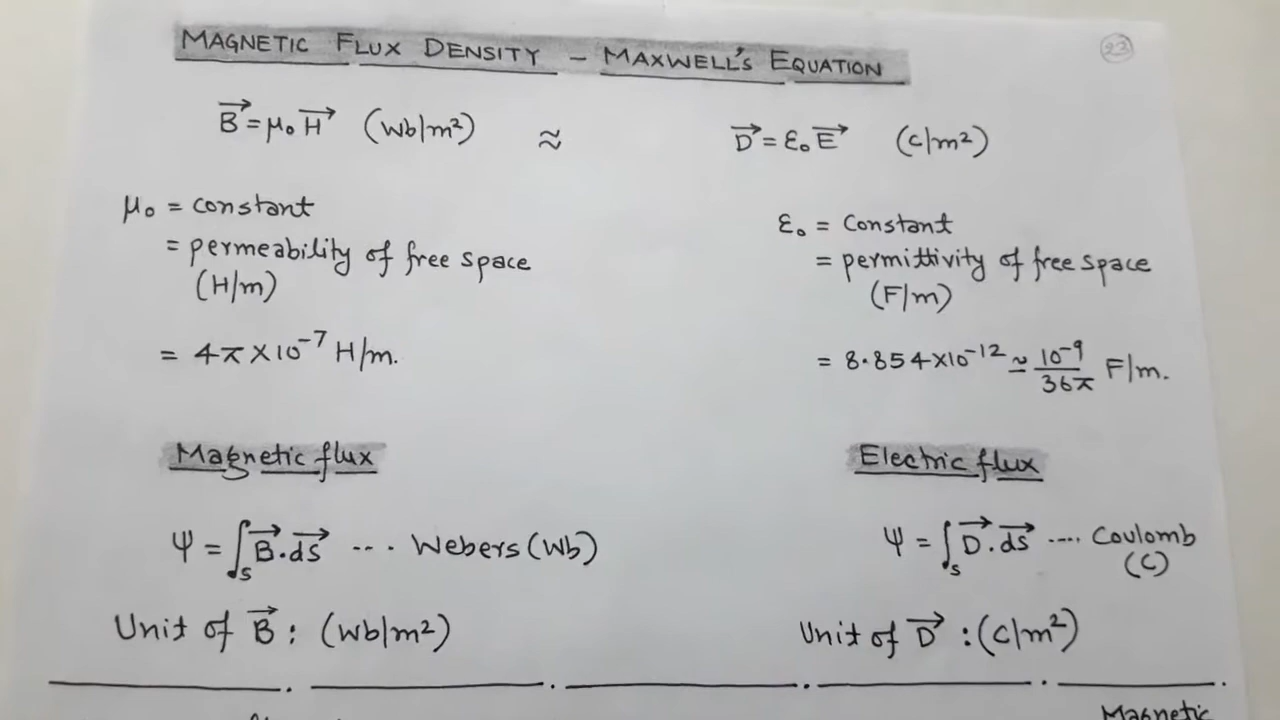 MAGNETIC FLUX DENSITY – MAXWELL'S EQUATION
23
B⃗ = μ₀ H⃗ (Wb/m²) ≈ D⃗ = ε₀ E⃗ (C/m²)
μ₀ = constant
= permeability of free space
(H/m)
= 4π × 10⁻⁷ H/m.
ε₀ = Constant
= permittivity of free space
(F/m)
= 8.854×10⁻¹² ≃ 10⁻⁹/36π F/m.
Magnetic flux
Ψ = ∫ₛ B⃗ . ds⃗ .... Webers (Wb)
Unit of B⃗ : (Wb/m²)
Electric flux
Ψ = ∫ₛ D⃗ . ds⃗ .... Coulomb
(C)
Unit of D⃗ : (C/m²)
Magnetic